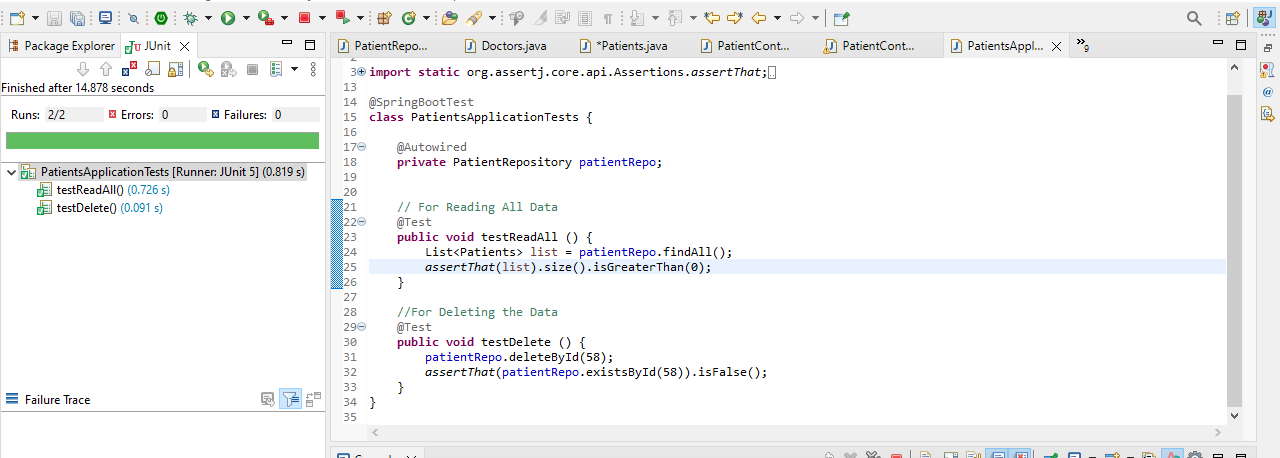 Package Explorer
JUnit
Finished after 14.878 seconds
Runs: 2/2
Errors: 0
Failures: 0
PatientsApplicationTests [Runner: JUnit 5] (0.819 s)
testReadAll() (0.726 s)
testDelete() (0.091 s)
Failure Trace
PatientRepo...
Doctors.java
*Patients.java
PatientCont...
PatientCont...
PatientsAppl...
9
3 import static org.assertj.core.api.Assertions.assertThat;
13
14 @SpringBootTest
15 class PatientsApplicationTests {
16
17 @Autowired
18 private PatientRepository patientRepo;
19
20
21 // For Reading All Data
22 @Test
23 public void testReadAll () {
24 List<Patients> list = patientRepo.findAll();
25 assertThat(list).size().isGreaterThan(0);
26 }
27
28 //For Deleting the Data
29 @Test
30 public void testDelete () {
31 patientRepo.deleteById(58);
32 assertThat(patientRepo.existsById(58)).isFalse();
33 }
34 }
35